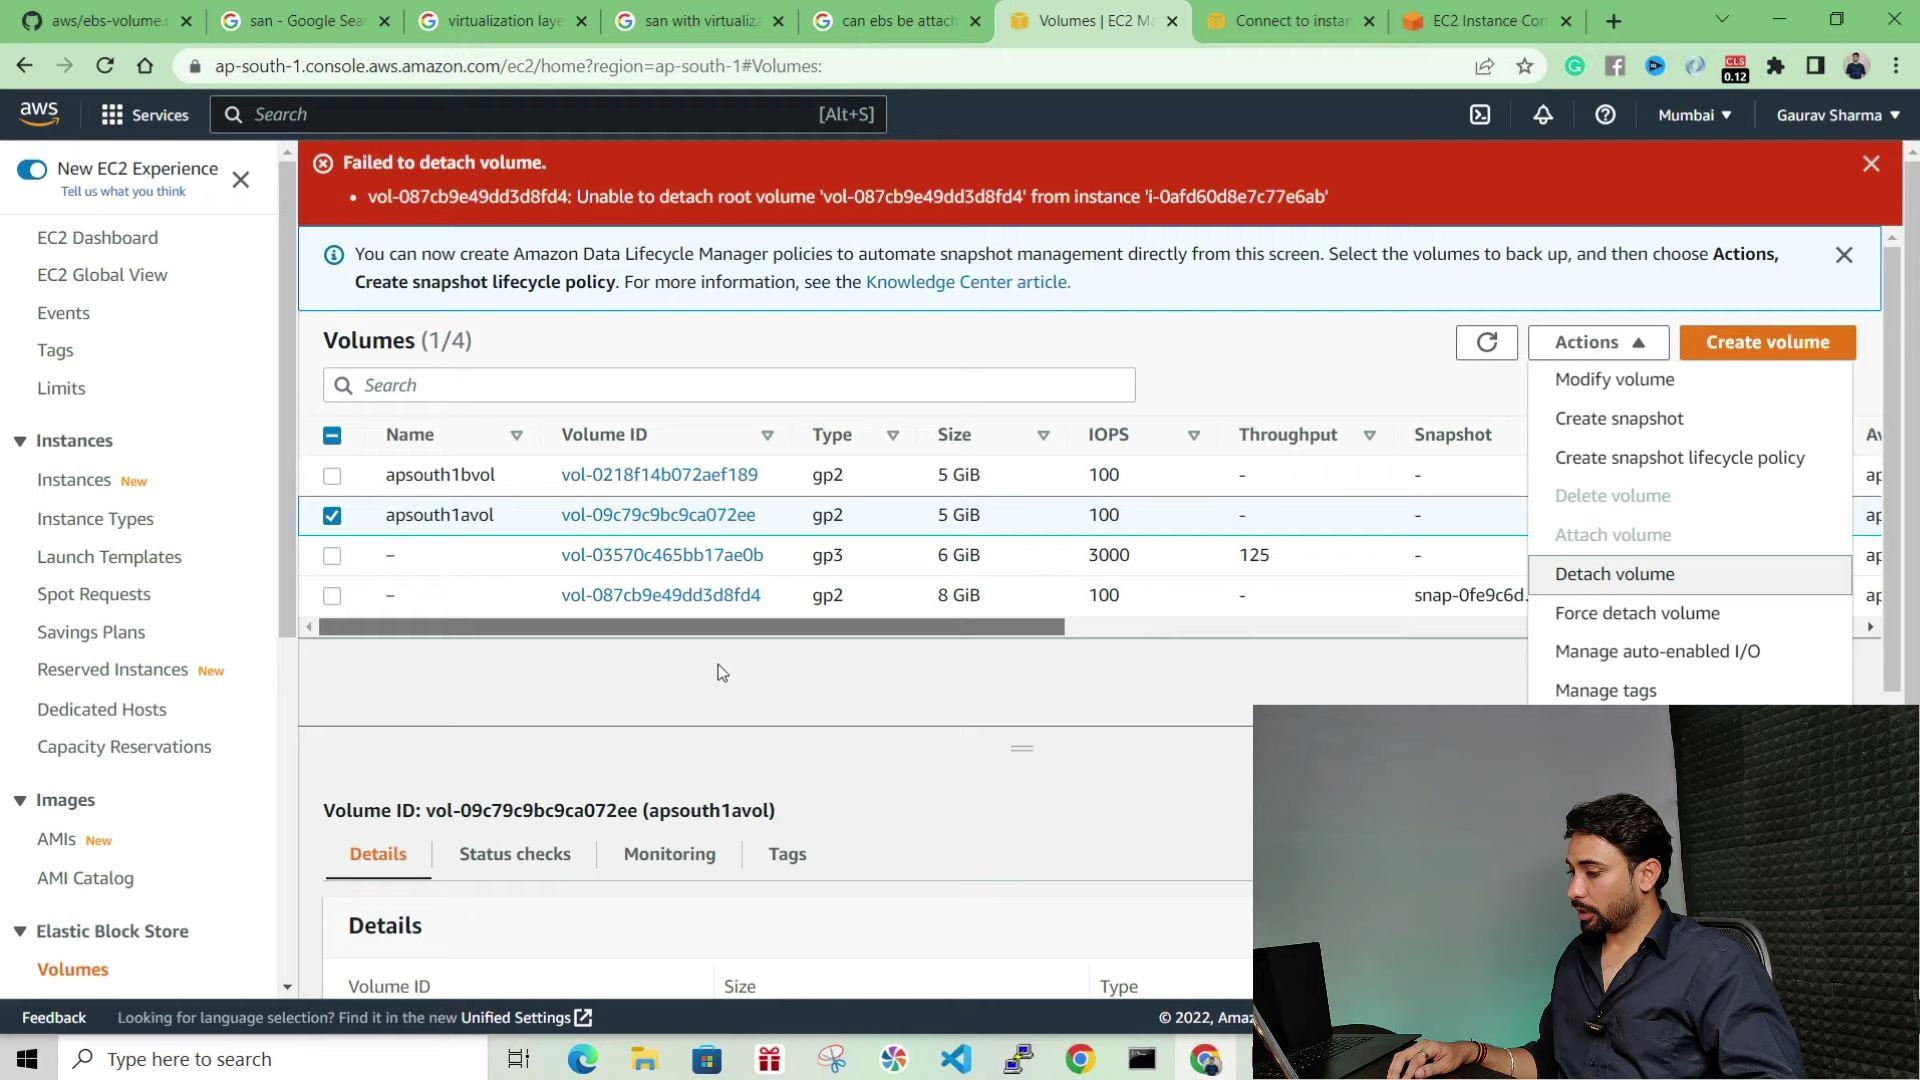 aws/ebs-volume.r
san - Google Sea
virtualization laye
san with virtualiza
can ebs be attach
Volumes | EC2 Ma
Connect to instan
EC2 Instance Con
ap-south-1.console.aws.amazon.com/ec2/home?region=ap-south-1#Volumes:
CLS
0.12
aws
Services
Search
[Alt+S]
Mumbai
Gaurav Sharma
New EC2 Experience
Tell us what you think
Failed to detach volume.
• vol-087cb9e49dd3d8fd4: Unable to detach root volume 'vol-087cb9e49dd3d8fd4' from instance 'i-0afd60d8e7c77e6ab'
You can now create Amazon Data Lifecycle Manager policies to automate snapshot management directly from this screen. Select the volumes to back up, and then choose Actions,
Create snapshot lifecycle policy. For more information, see the Knowledge Center article.
EC2 Dashboard
EC2 Global View
Events
Tags
Limits
Instances
Instances New
Instance Types
Launch Templates
Spot Requests
Savings Plans
Reserved Instances New
Dedicated Hosts
Capacity Reservations
Images
AMIs New
AMI Catalog
Elastic Block Store
Volumes
Volumes (1/4)
Actions
Create volume
Search
Name Volume ID Type Size IOPS Throughput Snapshot Av
apsouth1bvol vol-0218f14b072aef189 gp2 5 GiB 100 - - ap
apsouth1avol vol-09c79c9bc9ca072ee gp2 5 GiB 100 - - ap
– vol-03570c465bb17ae0b gp3 6 GiB 3000 125 - ap
– vol-087cb9e49dd3d8fd4 gp2 8 GiB 100 - snap-0fe9c6d. ap
Modify volume
Create snapshot
Create snapshot lifecycle policy
Delete volume
Attach volume
Detach volume
Force detach volume
Manage auto-enabled I/O
Manage tags
Volume ID: vol-09c79c9bc9ca072ee (apsouth1avol)
Details
Status checks
Monitoring
Tags
Details
Volume ID
Size
Type
Feedback
Looking for language selection? Find it in the new Unified Settings
© 2022, Amaz
Type here to search